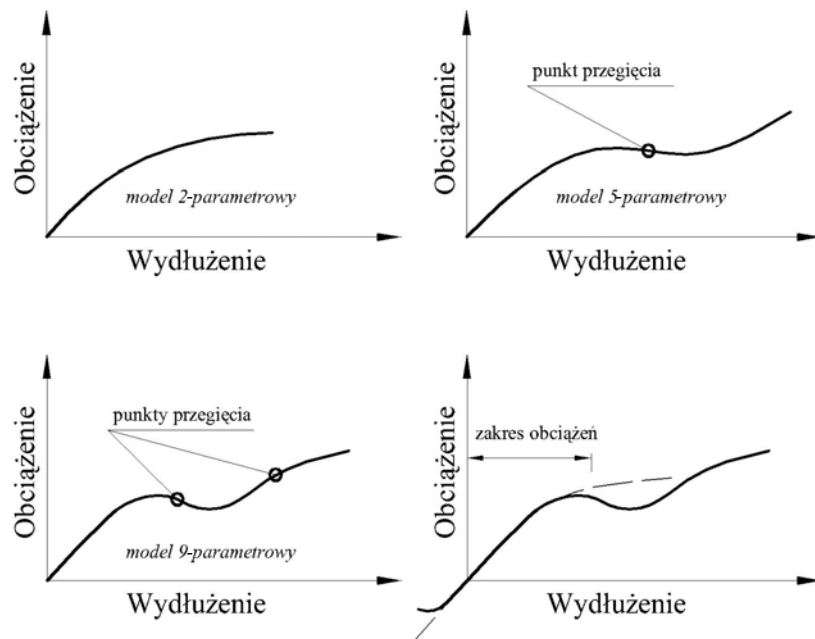 Obciążenie
model 2-parametrowy
Wydłużenie
Obciążenie
punkt przegięcia
model 5-parametrowy
Wydłużenie
Obciążenie
punkty przegięcia
model 9-parametrowy
Wydłużenie
Obciążenie
zakres obciążeń
Wydłużenie